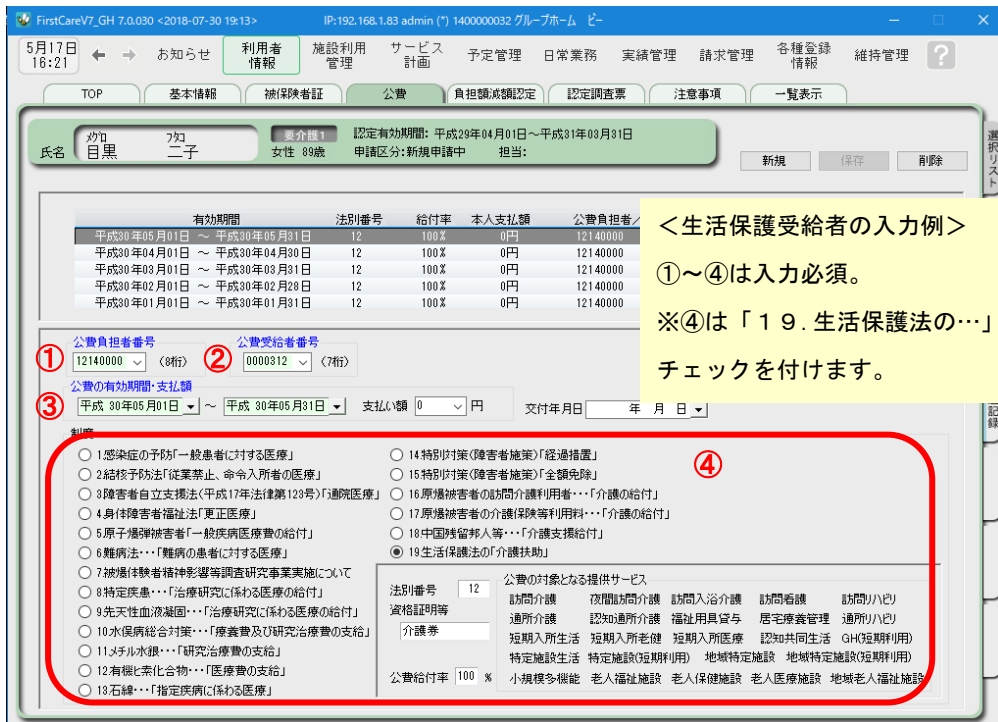 FirstCareV7_GH 7.0.030 <2018-07-30 19:13> IP:192.168.1.83 admin (*) 1400000032 グループホーム ビー
5月17日 16:21 お知らせ 利用者情報 施設利用管理 サービス計画 予定管理 日常業務 実績管理 請求管理 各種登録情報 維持管理 ?
TOP 基本情報 被保険者証 公費 負担額減額認定 認定調査票 注意事項 一覧表示
氏名 メグロ フタコ 要介護1 認定有効期間: 平成29年04月01日～平成31年03月31日
目黒 二子 女性 89歳 申請区分:新規申請中 担当:
新規 保存 削除
選択リスト
有効期間 法別番号 給付率 本人支払額 公費負担者/
平成30年05月01日 ～ 平成30年05月31日 12 100% 0円 12140000
平成30年04月01日 ～ 平成30年04月30日 12 100% 0円 12140000
平成30年03月01日 ～ 平成30年03月31日 12 100% 0円 12140000
平成30年02月01日 ～ 平成30年02月28日 12 100% 0円 12140000
平成30年01月01日 ～ 平成30年01月31日 12 100% 0円 12140000
＜生活保護受給者の入力例＞
①～④は入力必須。
※④は「１９.生活保護法の…」
チェックを付けます。
公費負担者番号 公費受給者番号
① 12140000 (8桁) ② 0000312 (7桁)
公費の有効期間・支払額
③ 平成 30年05月01日 ～ 平成 30年05月31日 支払い額 0 円 交付年月日 年 月 日
記録
制度
④
1.感染症の予防「一般患者に対する医療」
2.結核予防法「従業禁止、命令入所者の医療」
3.障害者自立支援法(平成17年法律第123号)「通院医療」
4.身体障害者福祉法「更正医療」
5.原子爆弾被害者「一般疾病医療費の給付」
6.難病法・・・「難病の患者に対する医療」
7.被爆体験者精神影響等調査研究事業実施について
8.特定疾患・・・「治療研究に係わる医療の給付」
9.先天性血液凝固・・・「治療研究に係わる医療の給付」
10.水俣病総合対策・・・「療養費及び研究治療費の支給」
11.メチル水銀・・・「研究治療費の支給」
12.有機ヒ素化合物・・・「医療費の支給」
13.石綿・・・「指定疾病に係わる医療」
14.特別対策(障害者施策)「経過措置」
15.特別対策(障害者施策)「全額免除」
16.原爆被害者の訪問介護利用者・・・「介護の給付」
17.原爆被害者の介護保険等利用料・・・「介護の給付」
18.中国残留邦人等・・・「介護支援給付」
19.生活保護法の「介護扶助」
法別番号 12
資格証明等
介護券
公費給付率 100 %
公費の対象となる提供サービス
訪問介護 夜間訪問介護 訪問入浴介護 訪問看護 訪問リハビリ
通所介護 認知通所介護 福祉用具貸与 居宅療養管理 通所リハビリ
短期入所生活 短期入所老健 短期入所医療 認知共同生活 GH(短期利用)
特定施設生活 特定施設(短期利用) 地域特定施設 地域特定施設(短期利用)
小規模多機能 老人福祉施設 老人保健施設 老人医療施設 地域老人福祉施設